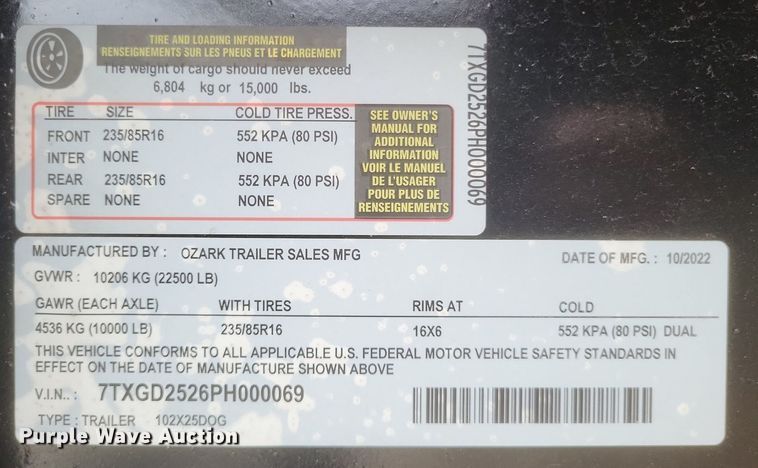 TIRE AND LOADING INFORMATION
RENSEIGNEMENTS SUR LES PNEUS ET LE CHARGEMENT
The weight of cargo should never exceed
6,804 kg or 15,000 lbs.
TIRE SIZE COLD TIRE PRESS.
FRONT 235/85R16 552 KPA (80 PSI)
INTER NONE NONE
REAR 235/85R16 552 KPA (80 PSI)
SPARE NONE NONE
SEE OWNER'S
MANUAL FOR
ADDITIONAL
INFORMATION
VOIR LE MANUEL
DE L'USAGER
POUR PLUS DE
RENSEIGNEMENTS
7TXGD2526PH000069
MANUFACTURED BY : OZARK TRAILER SALES MFG DATE OF MFG. : 10/2022
GVWR : 10206 KG (22500 LB)
GAWR (EACH AXLE) WITH TIRES RIMS AT COLD
4536 KG (10000 LB) 235/85R16 16X6 552 KPA (80 PSI) DUAL
THIS VEHICLE CONFORMS TO ALL APPLICABLE U.S. FEDERAL MOTOR VEHICLE SAFETY STANDARDS IN
EFFECT ON THE DATE OF MANUFACTURE SHOWN ABOVE
V.I.N.. : 7TXGD2526PH000069
TYPE : TRAILER 102X25DOG
Purple Wave Auction